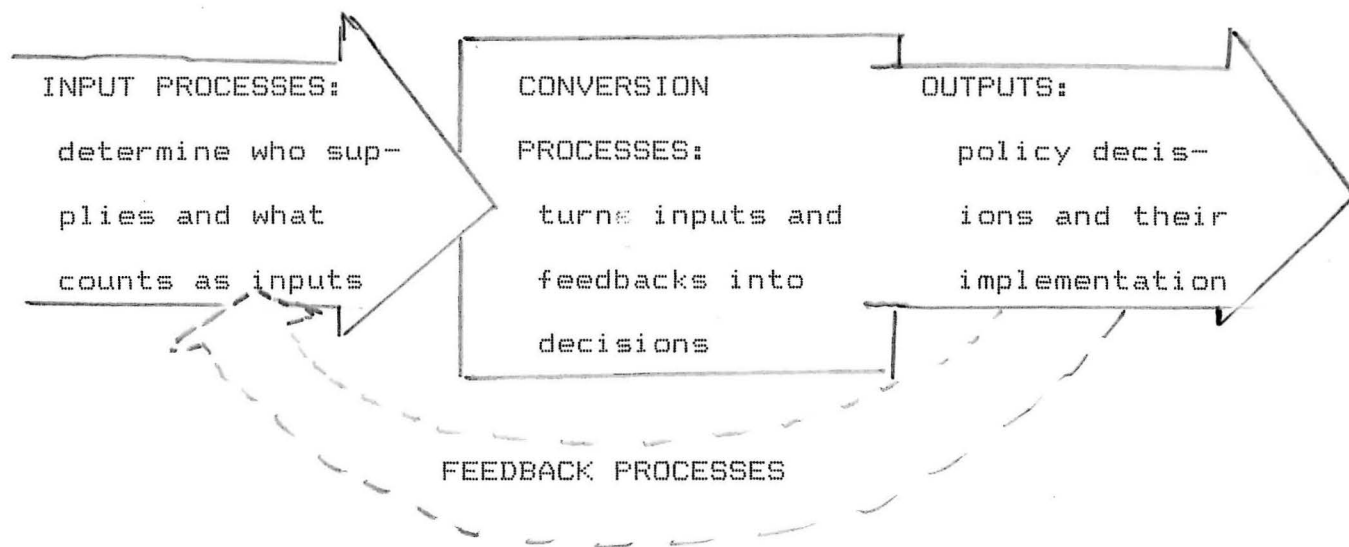 INPUT PROCESSES:
determine who sup-
plies and what
counts as inputs
CONVERSION
PROCESSES:
turns inputs and
feedbacks into
decisions
OUTPUTS:
policy decis-
ions and their
implementation
FEEDBACK PROCESSES